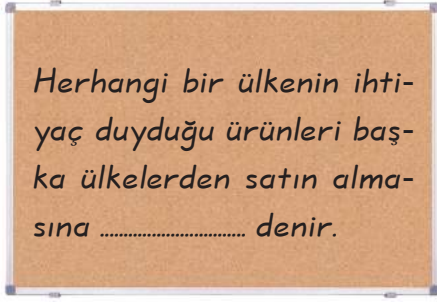 Herhangi bir ülkenin ihti-
yaç duyduğu ürünleri baş-
ka ülkelerden satın alma-
sına .............................. denir.